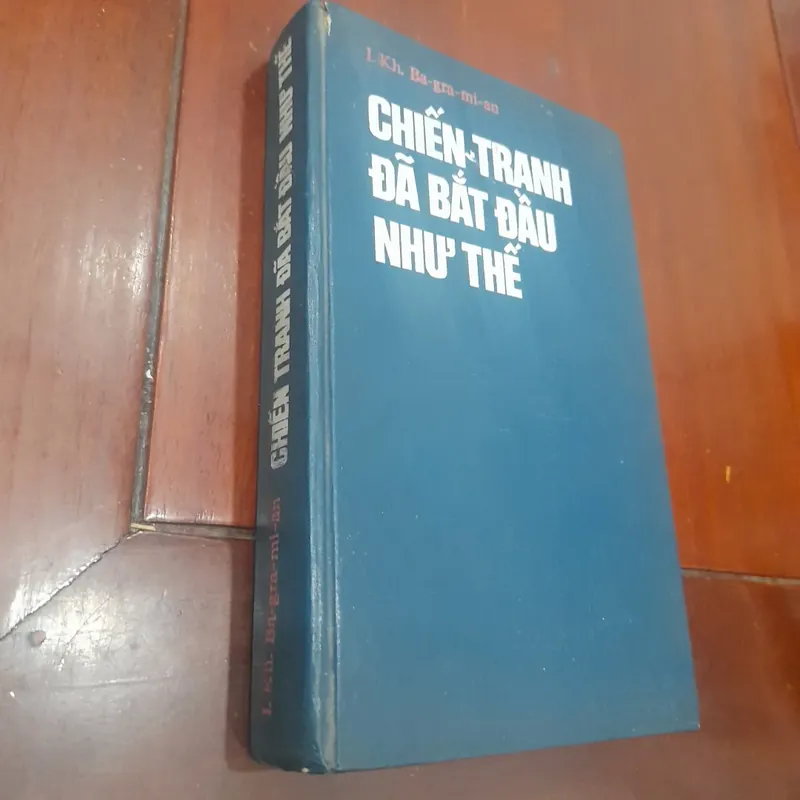 I. Kh. Ba-gra-mi-an
CHIẾN TRANH
ĐÃ BẮT ĐẦU
NHƯ THẾ
I. Kh. Ba-gra-mi-an CHIẾN TRANH ĐÃ BẮT ĐẦU NHƯ THẾ